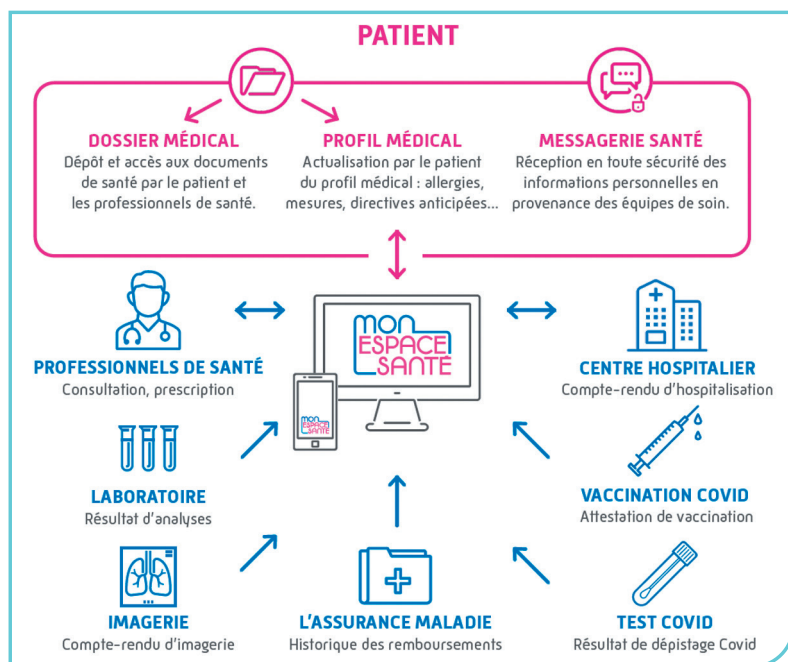 PATIENT
DOSSIER MÉDICAL
Dépôt et accès aux documents
de santé par le patient et
les professionnels de santé.
PROFIL MÉDICAL
Actualisation par le patient
du profil médical : allergies,
mesures, directives anticipées...
MESSAGERIE SANTÉ
Réception en toute sécurité des
informations personnelles en
provenance des équipes de soin.
mon
ESPACE
SANTÉ
mon
ESPACE
SANTÉ
PROFESSIONNELS DE SANTÉ
Consultation, prescription
CENTRE HOSPITALIER
Compte-rendu d'hospitalisation
LABORATOIRE
Résultat d'analyses
VACCINATION COVID
Attestation de vaccination
IMAGERIE
Compte-rendu d'imagerie
L'ASSURANCE MALADIE
Historique des remboursements
TEST COVID
Résultat de dépistage Covid